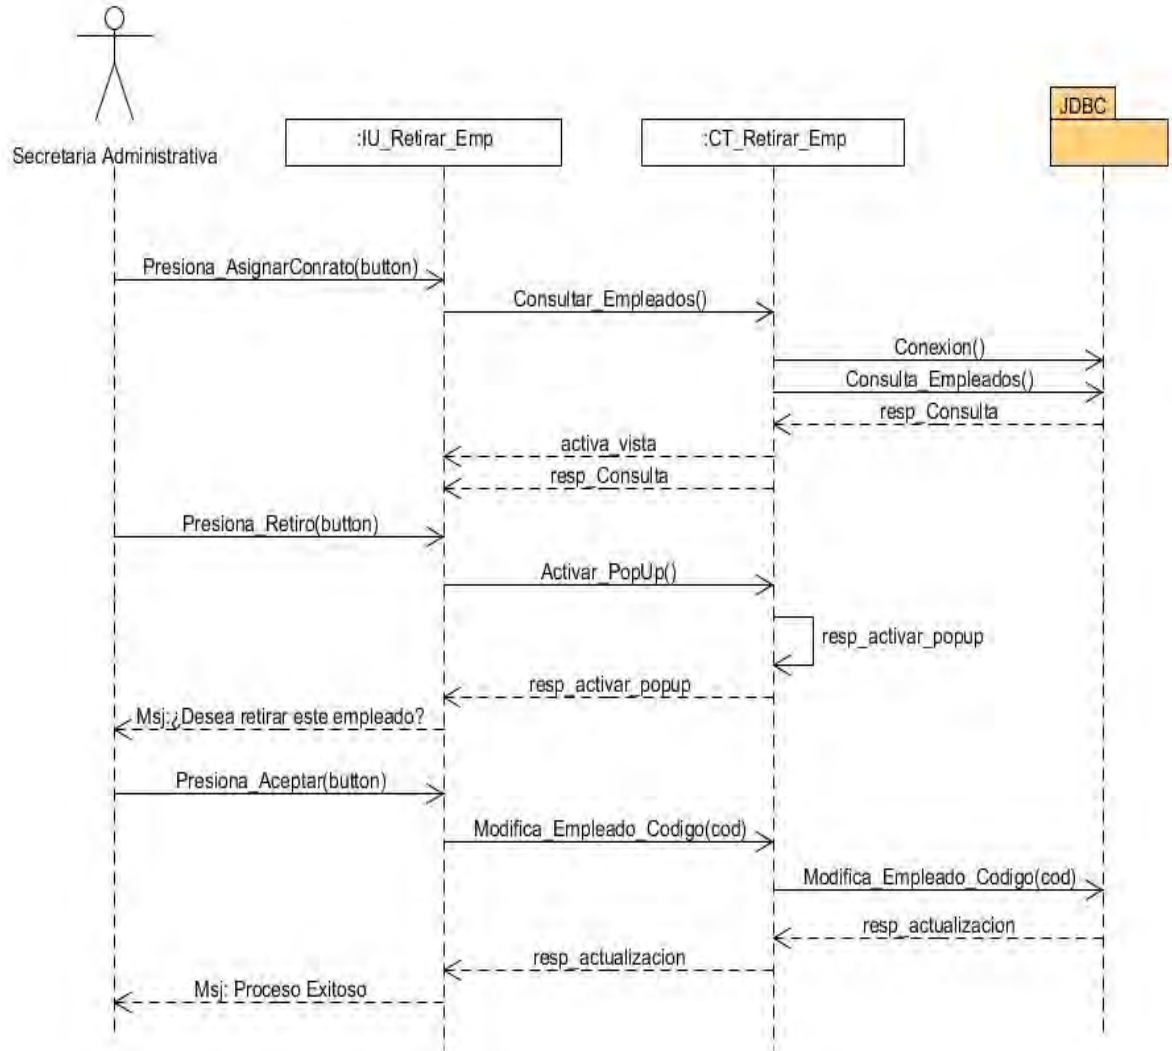 JDBC
Secretaria Administrativa
:IU_Retirar_Emp
:CT_Retirar_Emp
Presiona_AsignarConrato(button)
Consultar_Empleados()
Conexion()
Consulta_Empleados()
resp_Consulta
activa_vista
resp_Consulta
Presiona_Retiro(button)
Activar_PopUp()
resp_activar_popup
resp_activar_popup
Msj:¿Desea retirar este empleado?
Presiona_Aceptar(button)
Modifica_Empleado_Codigo(cod)
Modifica_Empleado_Codigo(cod)
resp_actualizacion
resp_actualizacion
Msj: Proceso Exitoso